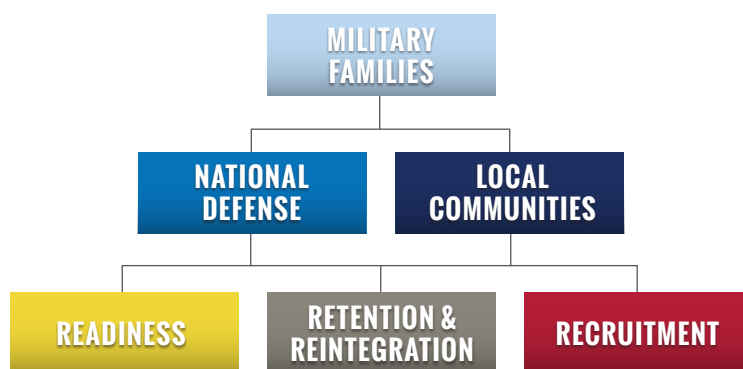 MILITARY
FAMILIES
NATIONAL
DEFENSE
LOCAL
COMMUNITIES
READINESS
RETENTION &
REINTEGRATION
RECRUITMENT